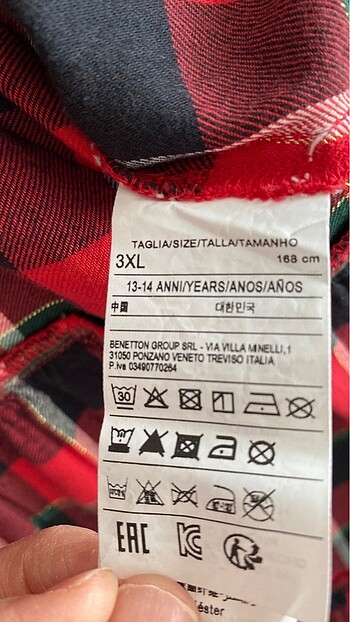 TAGLIA/SIZE/TALLA/TAMANHO
3XL 168 cm
13-14 ANNI/YEARS/ANOS/AÑOS
中国 대한민국
BENETTON GROUP SRL - VIA VILLA MINELLI,1
31050 PONZANO VENETO TREVISO ITALIA
P.iva 03490770264
30
EAC